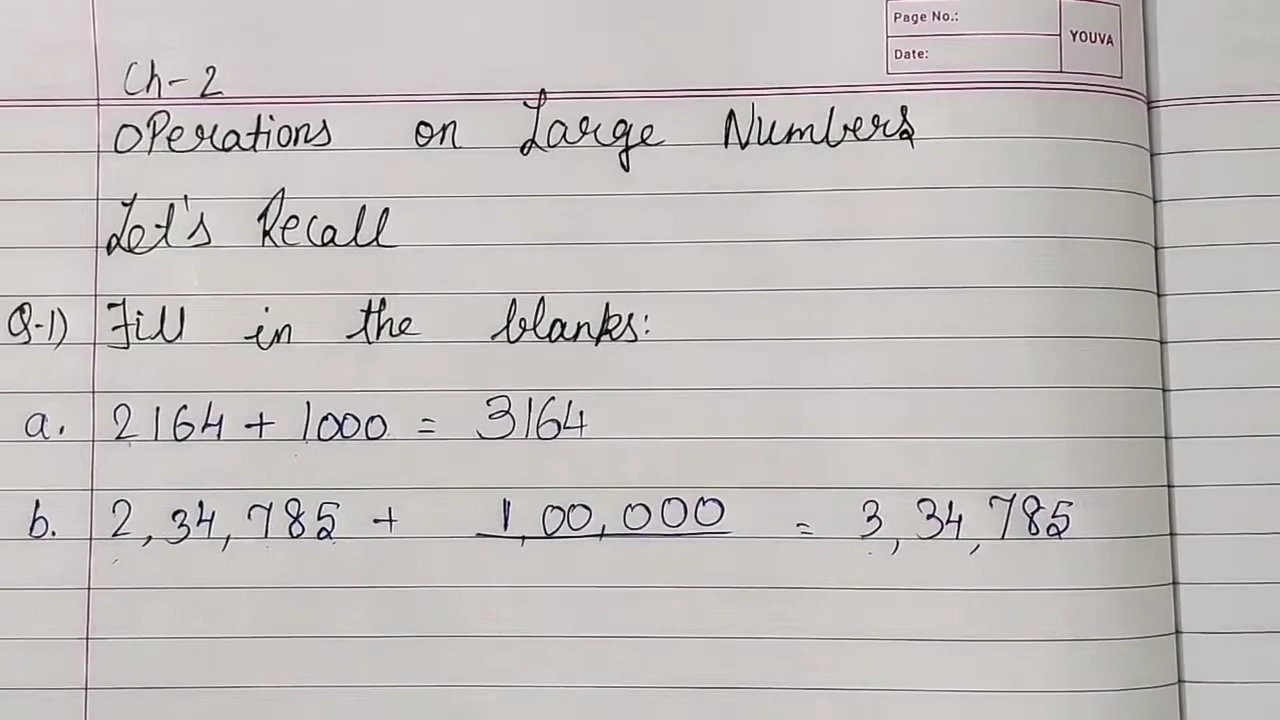 Page No.:
Date:
YOUVA
Ch-2
OPerations on Large Numbers
Let's Recall
Q-1) Fill in the blanks:
a. 2164 + 1000 = 3164
b. 2,34,785 + 1,00,000 = 3,34,785